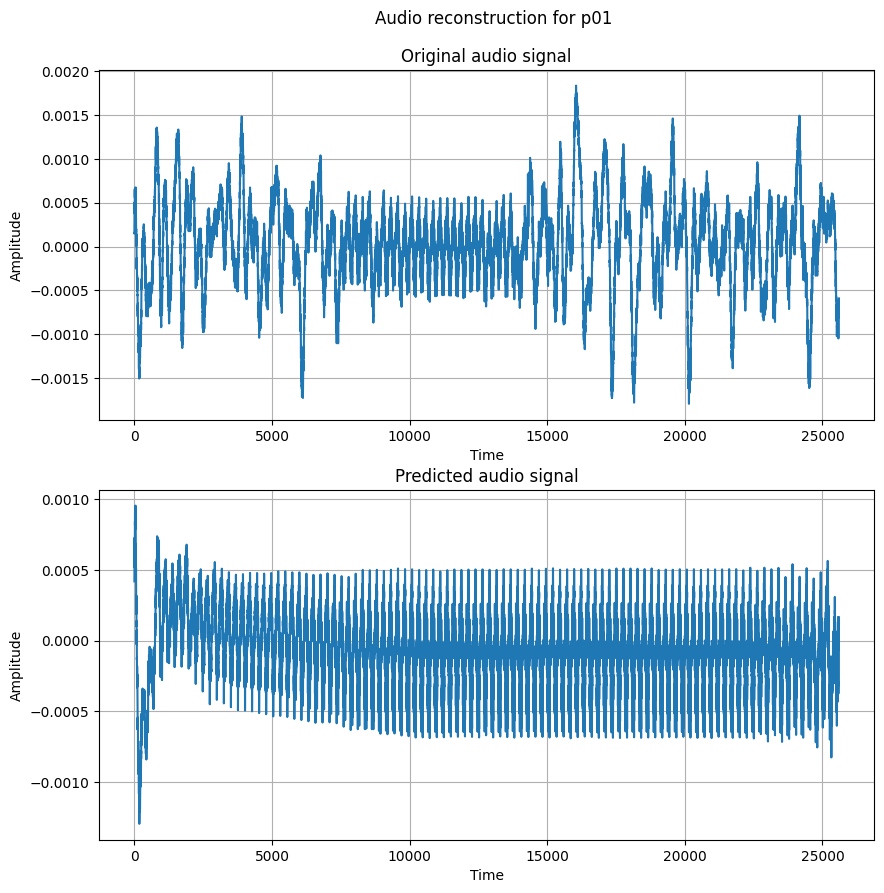 Audio reconstruction for p01
Original audio signal
0.0020
0.0015
0.0010
0.0005
0.0000
−0.0005
−0.0010
−0.0015
Amplitude
0 5000 10000 15000 20000 25000
Time
Predicted audio signal
0.0010
0.0005
0.0000
−0.0005
−0.0010
Amplitude
0 5000 10000 15000 20000 25000
Time